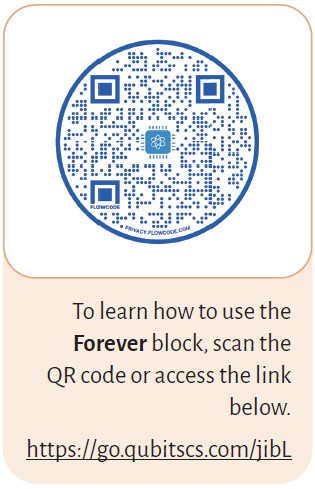 FLOWCODE
PRIVACY.FLOWCODE.COM
To learn how to use the
Forever block, scan the
QR code or access the link
below.
https://go.qubitscs.com/jibL